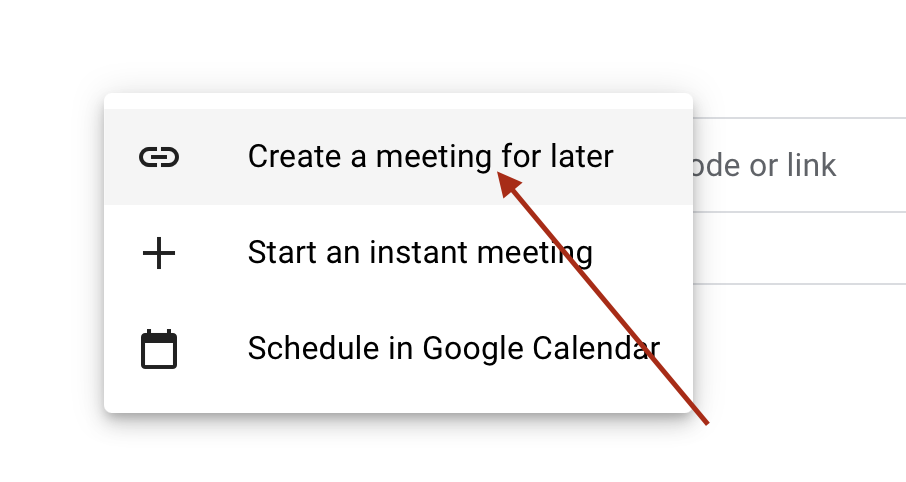 Create a meeting for later
ode or link
Start an instant meeting
Schedule in Google Calendar